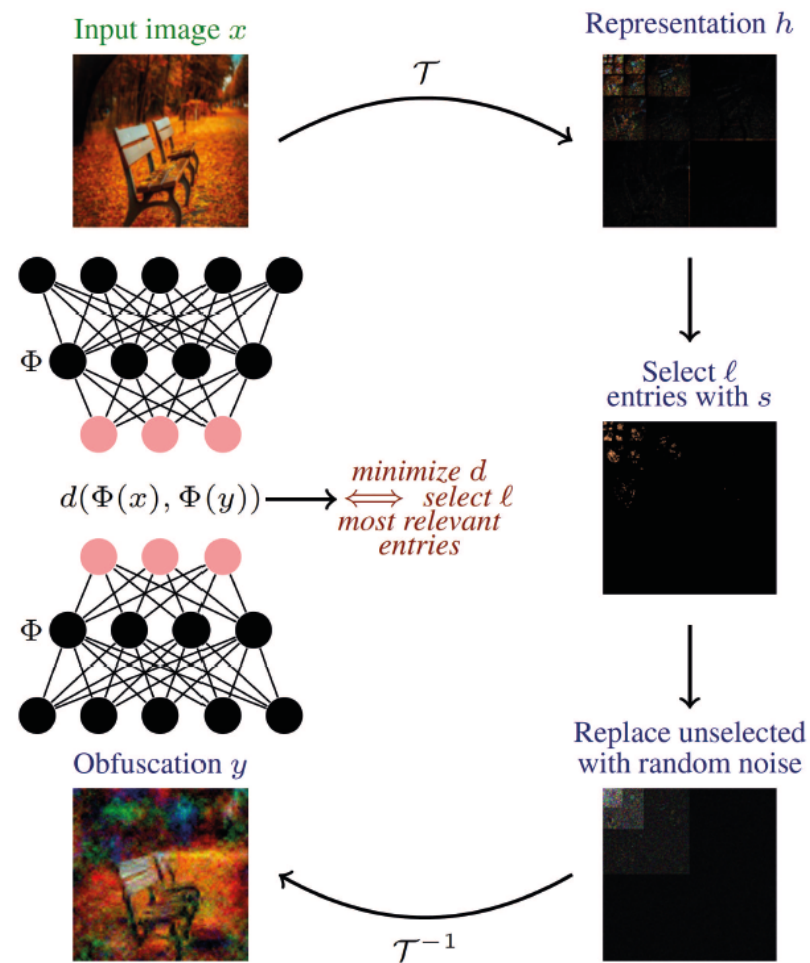 Input image x
Representation h
𝒯
Φ
Select ℓ
entries with s
d(Φ(x), Φ(y))
minimize d
⟺ select ℓ
most relevant
entries
Φ
Replace unselected
with random noise
Obfuscation y
𝒯⁻¹